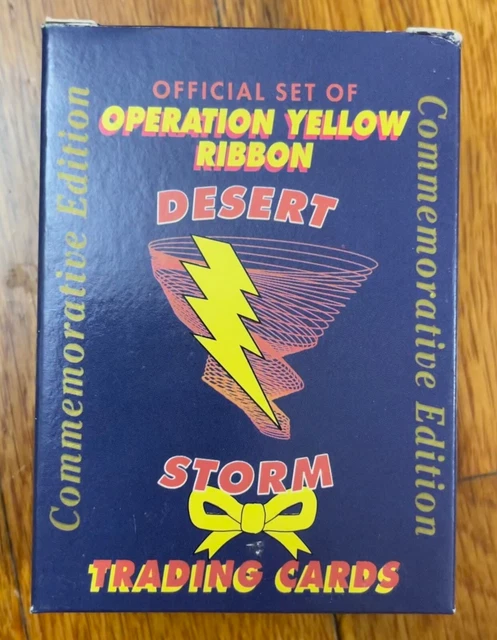 OFFICIAL SET OF
OPERATION YELLOW
RIBBON
DESERT
STORM
TRADING CARDS
Commemorative Edition
Commemorative Edition